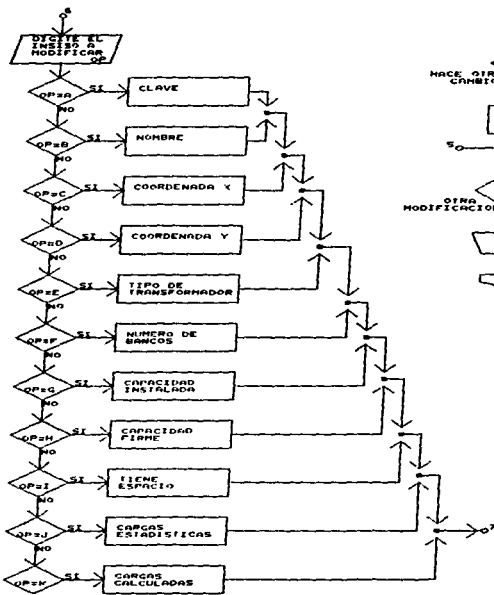 6
DIGITE EL
INSISO A
MODIFICAR
OP
OP=A
SI
CLAVE
NO
OP=B
SI
NOMBRE
NO
OP=C
SI
COORDENADA X
NO
OP=D
SI
COORDENADA Y
NO
OP=E
SI
TIPO DE
TRANSFORMADOR
NO
OP=F
SI
NUMERO DE
BANCOS
NO
OP=G
SI
CAPACIDAD
INSTALADA
NO
OP=H
SI
CAPACIDAD
FIRME
NO
OP=I
SI
TIENE
ESPACIO
NO
OP=J
SI
CARGAS
ESTADISTICAS
7
NO
OP=K
SI
CARGAS
CALCULADAS
HACE OTR
CAMBI
5
OTRA
MODIFICACION